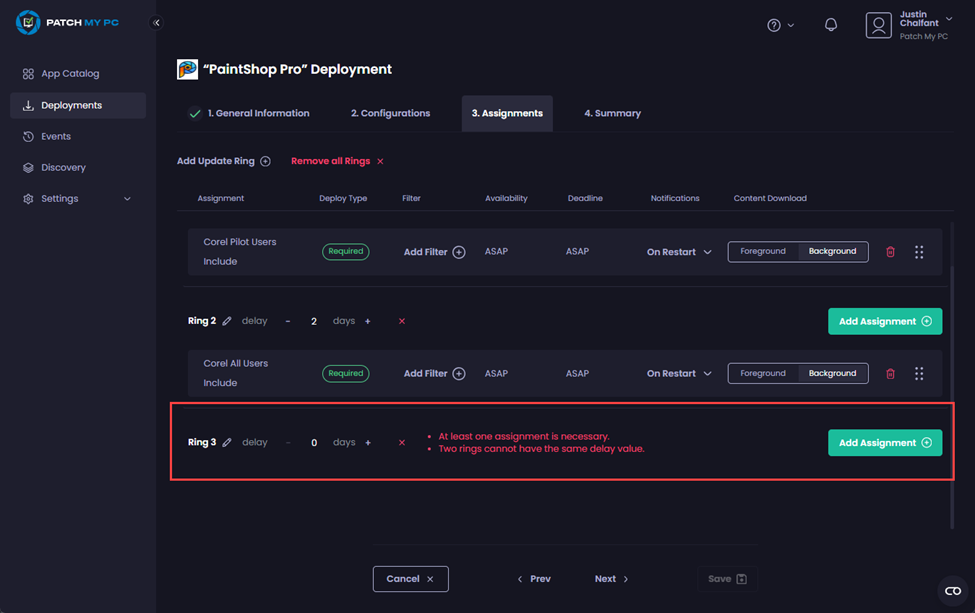 PATCH MY PC
Justin
Chalfant
Patch My PC
App Catalog
Deployments
Events
Discovery
Settings
“PaintShop Pro” Deployment
1. General Information
2. Configurations
3. Assignments
4. Summary
Add Update Ring
Remove all Rings
Assignment
Deploy Type
Filter
Availability
Deadline
Notifications
Content Download
Corel Pilot Users
Include
Required
Add Filter
ASAP
ASAP
On Restart
Foreground
Background
Ring 2
delay
- 2 days +
Add Assignment
Corel All Users
Include
Required
Add Filter
ASAP
ASAP
On Restart
Foreground
Background
Ring 3
delay
- 0 days +
• At least one assignment is necessary.
• Two rings cannot have the same delay value.
Add Assignment
Cancel
Prev
Next
Save